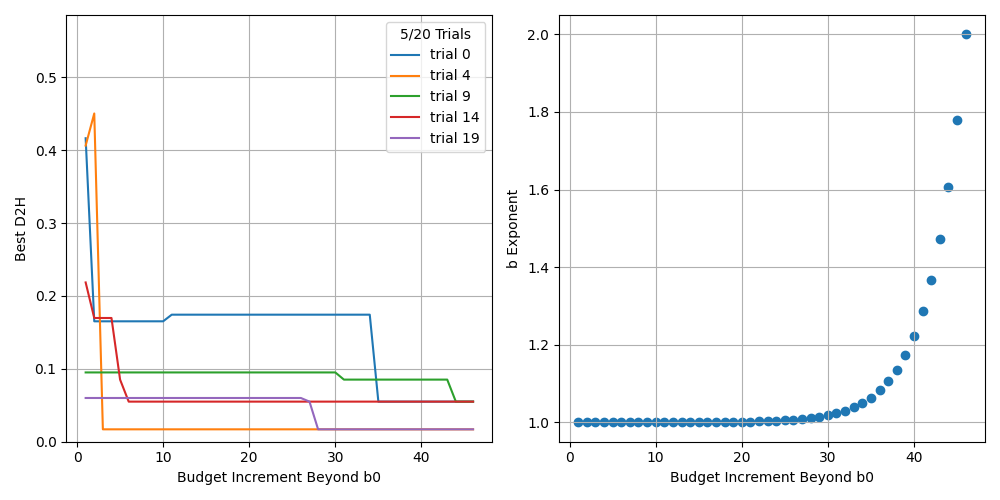 5/20 Trials
trial 0
trial 4
trial 9
trial 14
trial 19
Best D2H
0.5
0.4
0.3
0.2
0.1
0.0
0 20 40
10 30
Budget Increment Beyond b0
b Exponent
2.0
1.8
1.6
1.4
1.2
1.0
0 10 20 30 40
Budget Increment Beyond b0